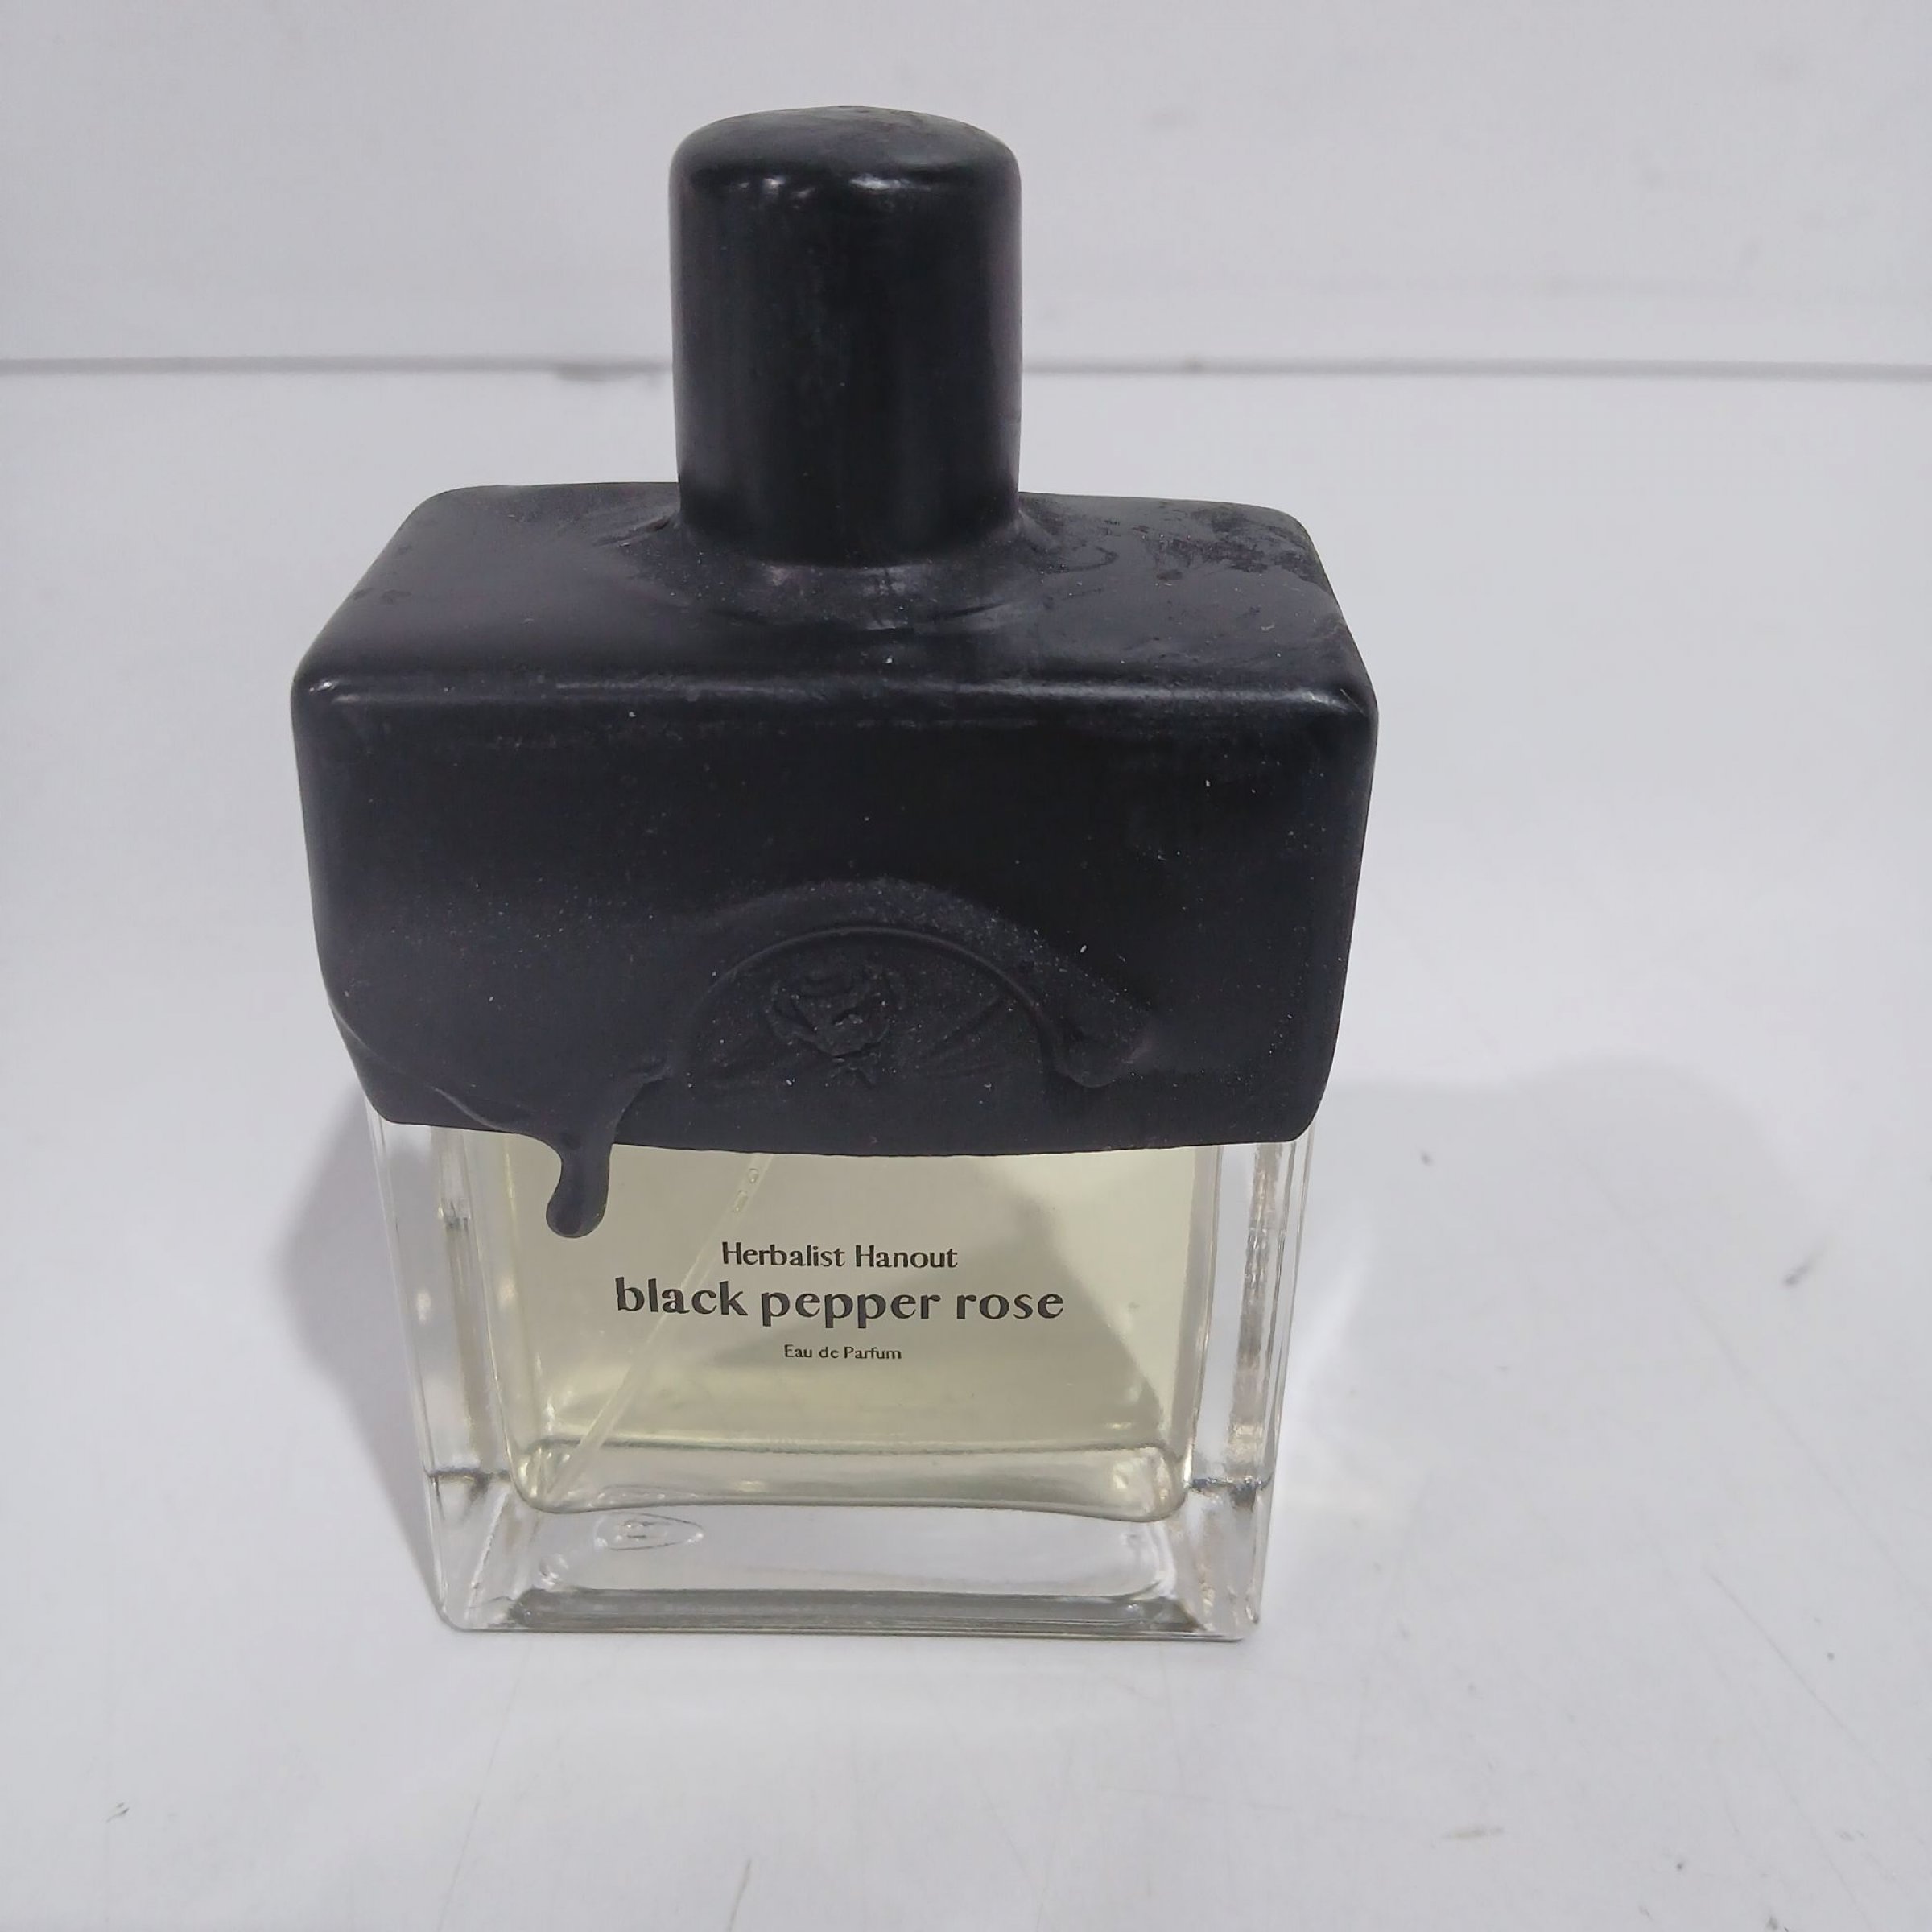 Herbalist Hanout
black pepper rose
Eau de Parfum